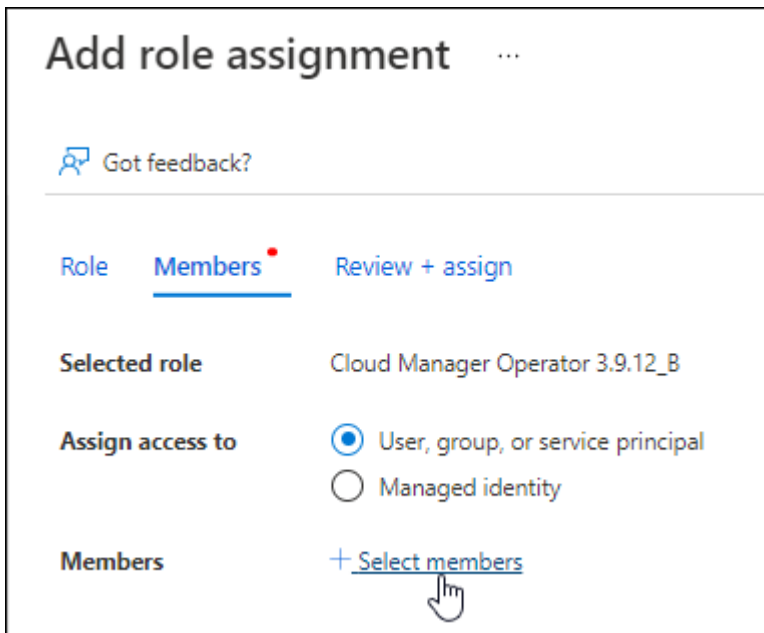 Add role assignment ...
Got feedback?
Role Members Review + assign
Selected role Cloud Manager Operator 3.9.12_B
Assign access to User, group, or service principal
Managed identity
Members + Select members